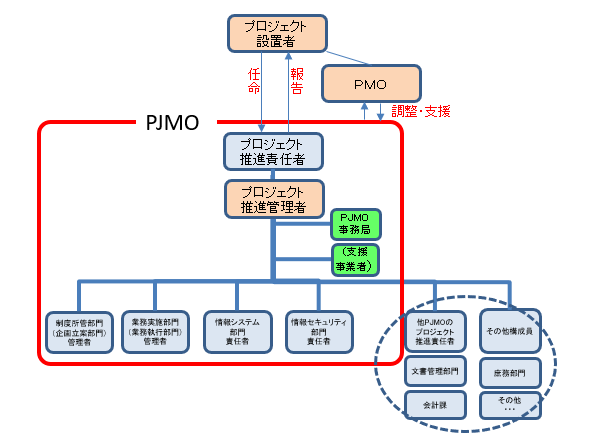 プロジェクト
設置者
任命
報告
PMO
調整・支援
PJMO
プロジェクト
推進責任者
プロジェクト
推進管理者
PJMO
事務局
(支援
事業者)
制度所管部門
(企画立案部門)
管理者
業務実施部門
(業務執行部門)
管理者
情報システム
部門
責任者
情報セキュリティ
部門
責任者
他PJMOの
プロジェクト
推進責任者
その他構成員
文書管理部門
庶務部門
会計課
その他
・・・